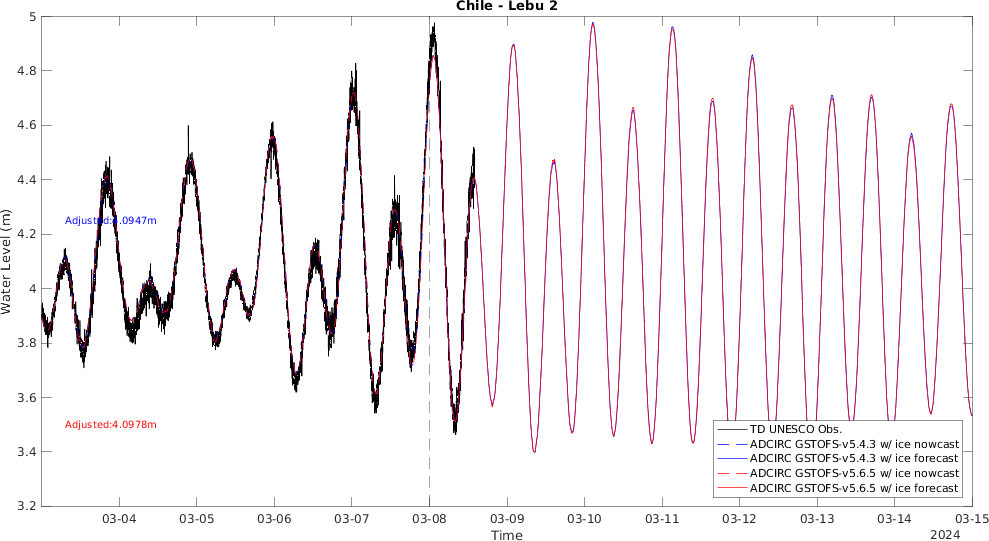 Chile - Lebu 2
5
4.8
4.6
4.4
4.2
4
3.8
3.6
3.4
3.2
Water Level (m)
Adjusted:4.0947m
Adjusted:4.0978m
TD UNESCO Obs.
ADCIRC GSTOFS-v5.4.3 w/ ice nowcast
ADCIRC GSTOFS-v5.4.3 w/ ice forecast
ADCIRC GSTOFS-v5.6.5 w/ ice nowcast
ADCIRC GSTOFS-v5.6.5 w/ ice forecast
03-04 03-05 03-06 03-07 03-08 03-09 03-10 03-11 03-12 03-13 03-14 03-15
Time
2024